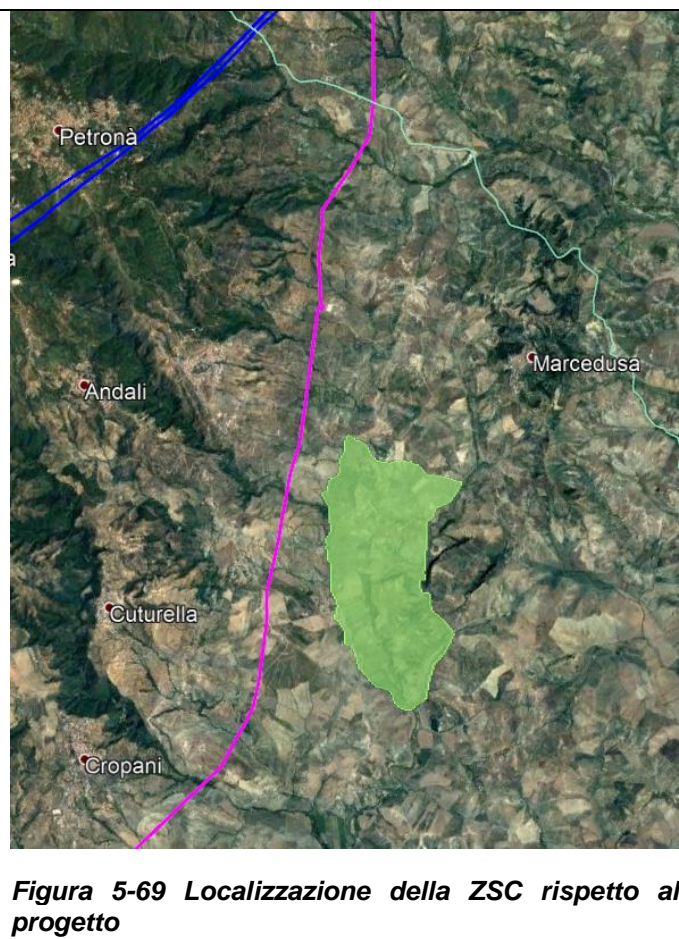 Petronà
a
Marcedusa
Andali
Cuturella
Cropani
Figura 5-69 Localizzazione della ZSC rispetto al
progetto